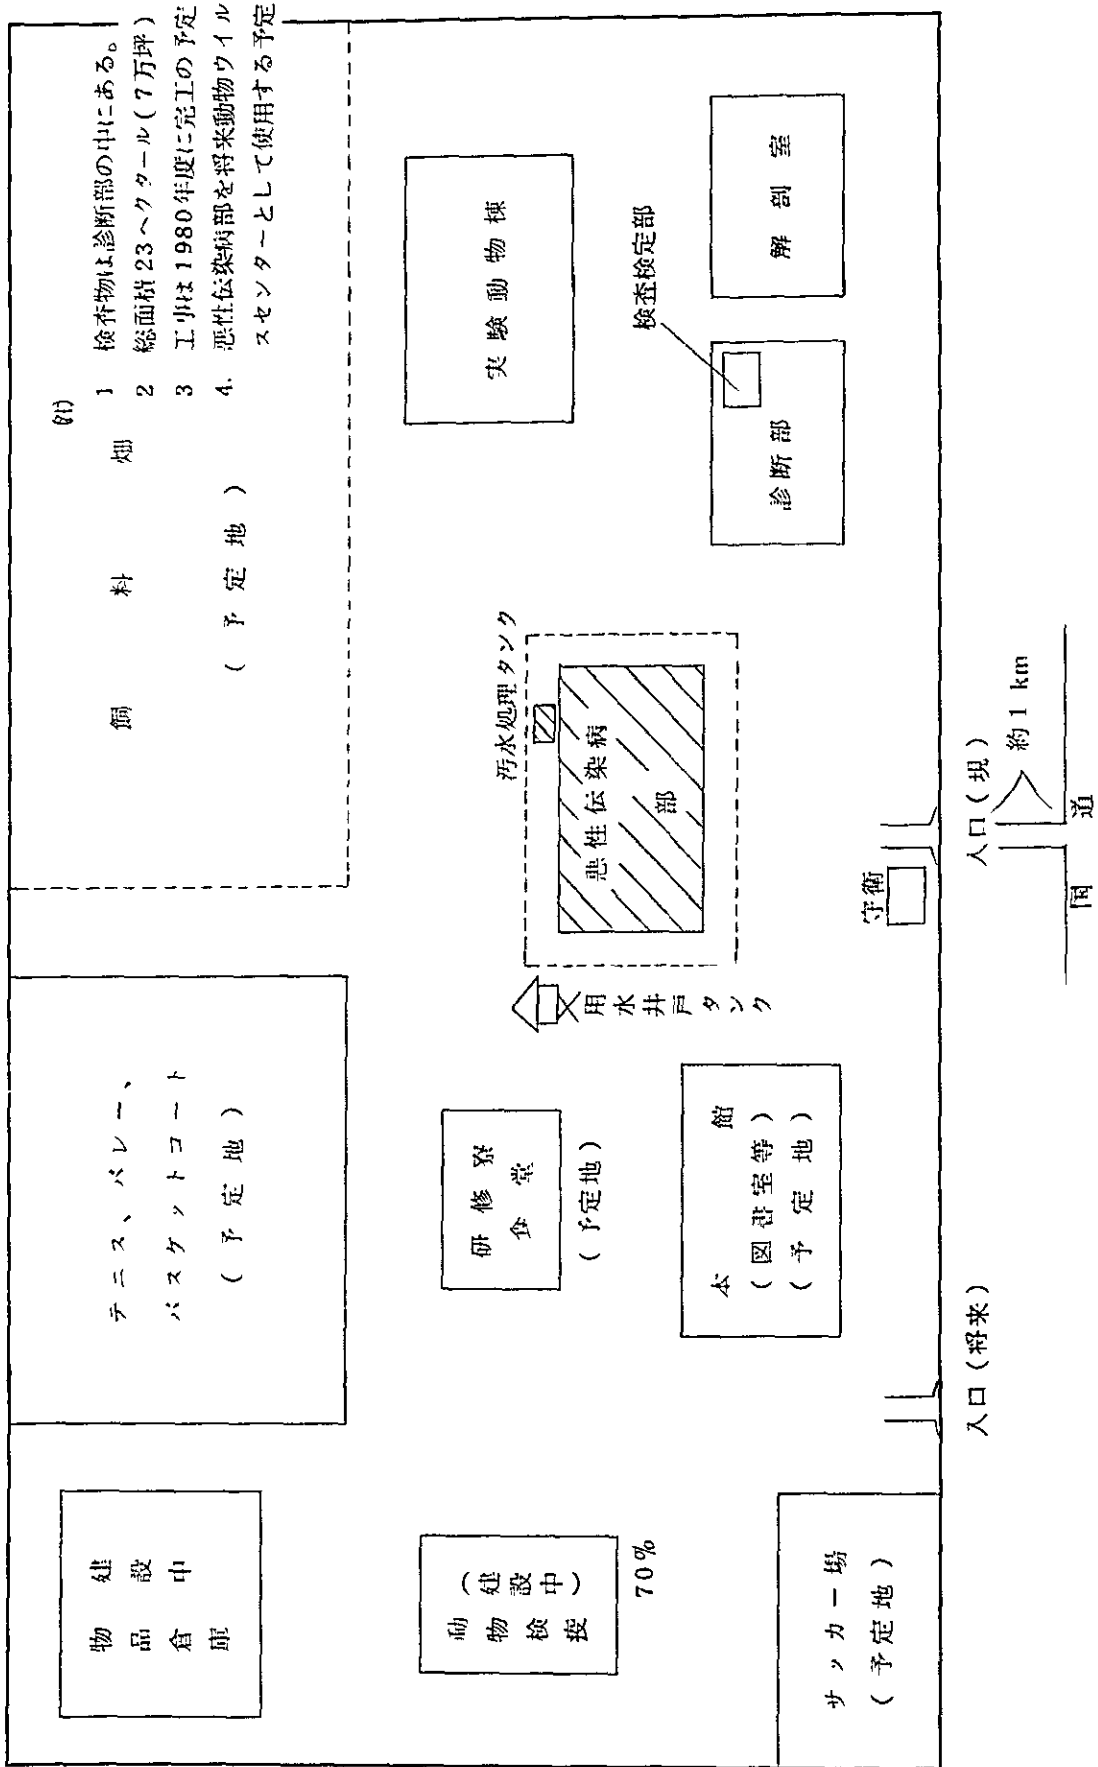 (注)
1 検査物は診断部の中にある。
2 総面積23ヘクタール(7万坪)
3 工事は1980年度に完工の予定
4. 悪性伝染病部を将来動物ウイル
スセンターとして使用する予定
飼料畑
(予定地)
テニス、バレー、
バスケットコート
(予定地)
建設中
物品倉庫
実験動物棟
汚水処理タンク
悪性伝染病
部
用水井戸タンク
研修寮
食堂
(予定地)
(建設中)
動物検疫
70%
検査検定部
解剖室
診断部
本館
(図書室等)
(予定地)
サッカー場
(予定地)
守衛
入口(現)
入口(将来)
約1 km
国道